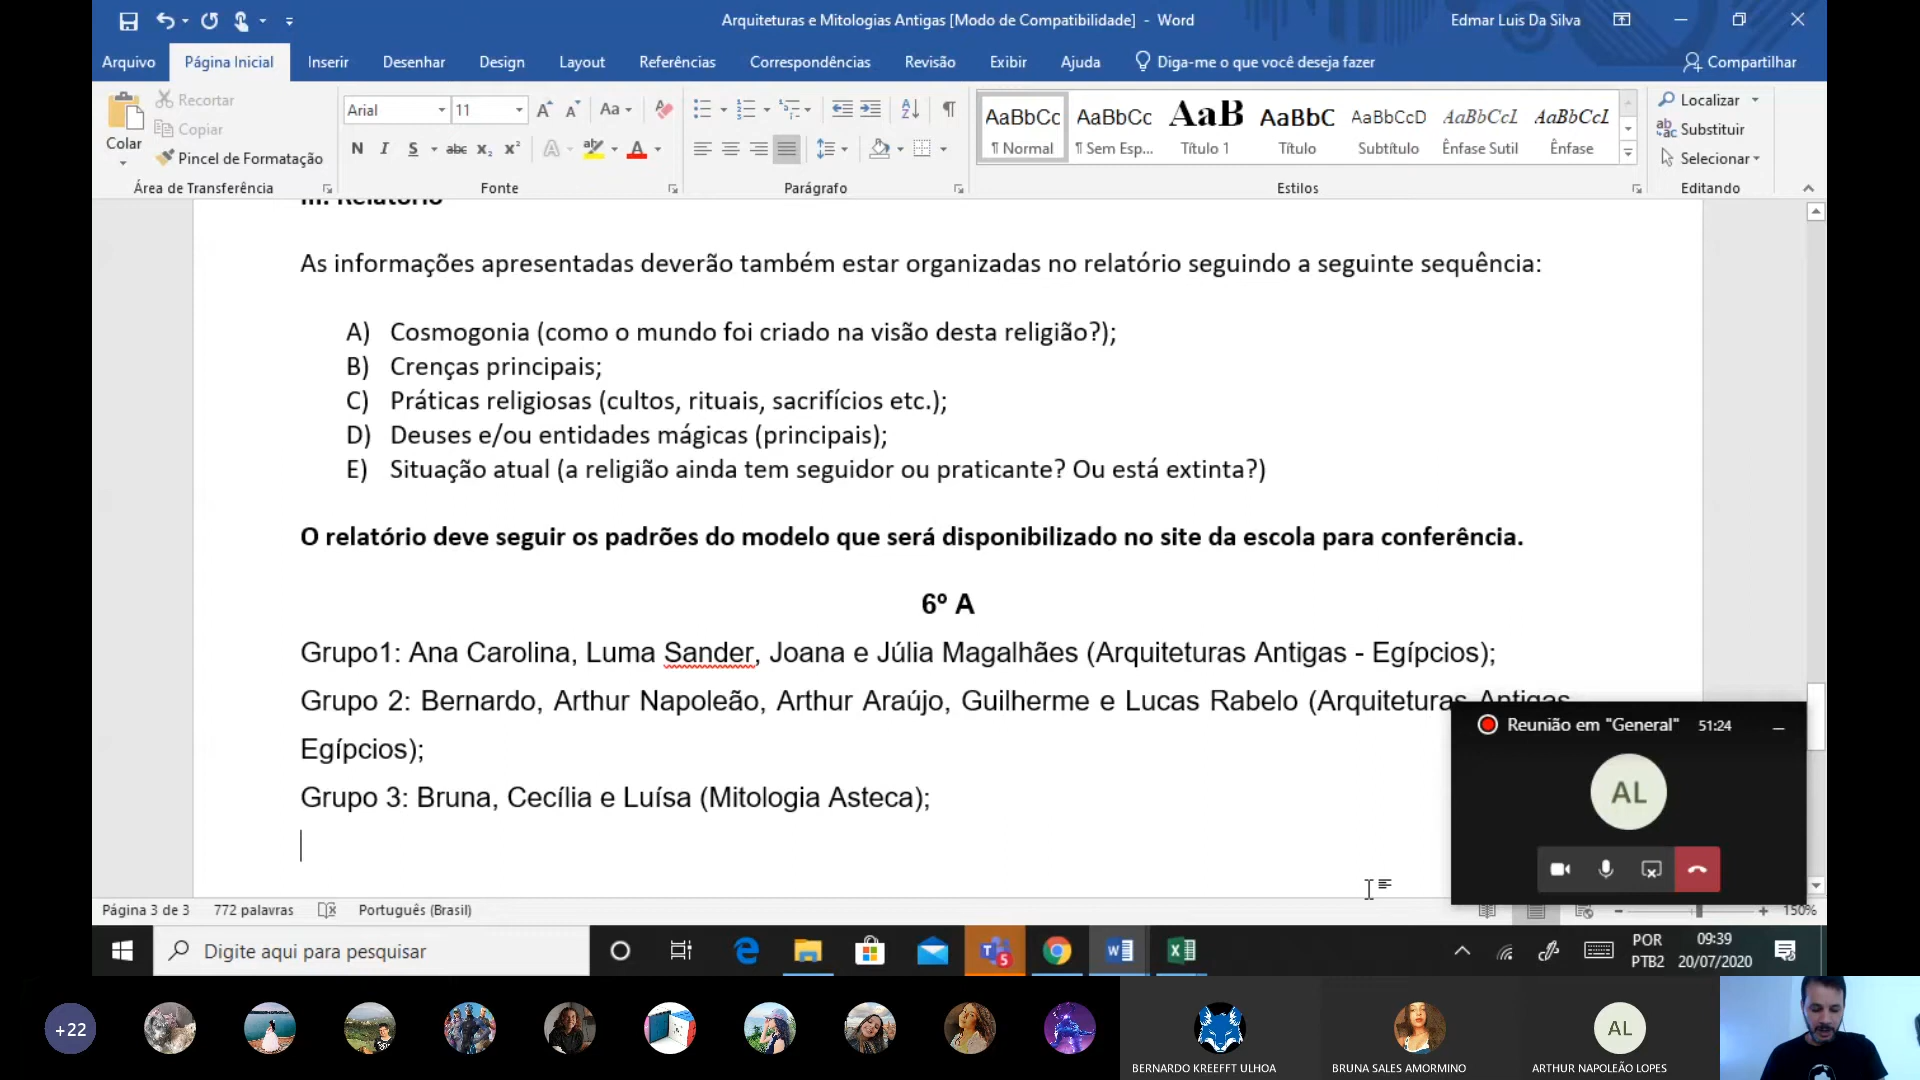 Arquiteturas e Mitologias Antigas [Modo de Compatibilidade] - Word
Edmar Luis Da Silva
Arquivo Página Inicial Inserir Desenhar Design Layout Referências Correspondências Revisão Exibir Ajuda Diga-me o que você deseja fazer Compartilhar
Colar
Recortar
Copiar
Pincel de Formatação
Área de Transferência
Arial 11
Fonte
Parágrafo
AaBbCc AaBbCc AaB AaBbC AaBbCcD AaBbCcL AaBbCcL
¶ Normal ¶ Sem Esp... Título 1 Título Subtítulo Ênfase Sutil Ênfase
Estilos
Localizar
Substituir
Selecionar
Editando
III. Relatório
As informações apresentadas deverão também estar organizadas no relatório seguindo a seguinte sequência:
A) Cosmogonia (como o mundo foi criado na visão desta religião?);
B) Crenças principais;
C) Práticas religiosas (cultos, rituais, sacrifícios etc.);
D) Deuses e/ou entidades mágicas (principais);
E) Situação atual (a religião ainda tem seguidor ou praticante? Ou está extinta?)
O relatório deve seguir os padrões do modelo que será disponibilizado no site da escola para conferência.
6º A
Grupo1: Ana Carolina, Luma Sander, Joana e Júlia Magalhães (Arquiteturas Antigas - Egípcios);
Grupo 2: Bernardo, Arthur Napoleão, Arthur Araújo, Guilherme e Lucas Rabelo (Arquiteturas Antigas
Egípcios);
Grupo 3: Bruna, Cecília e Luísa (Mitologia Asteca);
Reunião em "General" 51:24
AL
Página 3 de 3 772 palavras Português (Brasil) 150%
Digite aqui para pesquisar
POR
PTB2
09:39
20/07/2020
+22
BERNARDO KREEFFT ULHOA
BRUNA SALES AMORMINO
AL
ARTHUR NAPOLEÃO LOPES